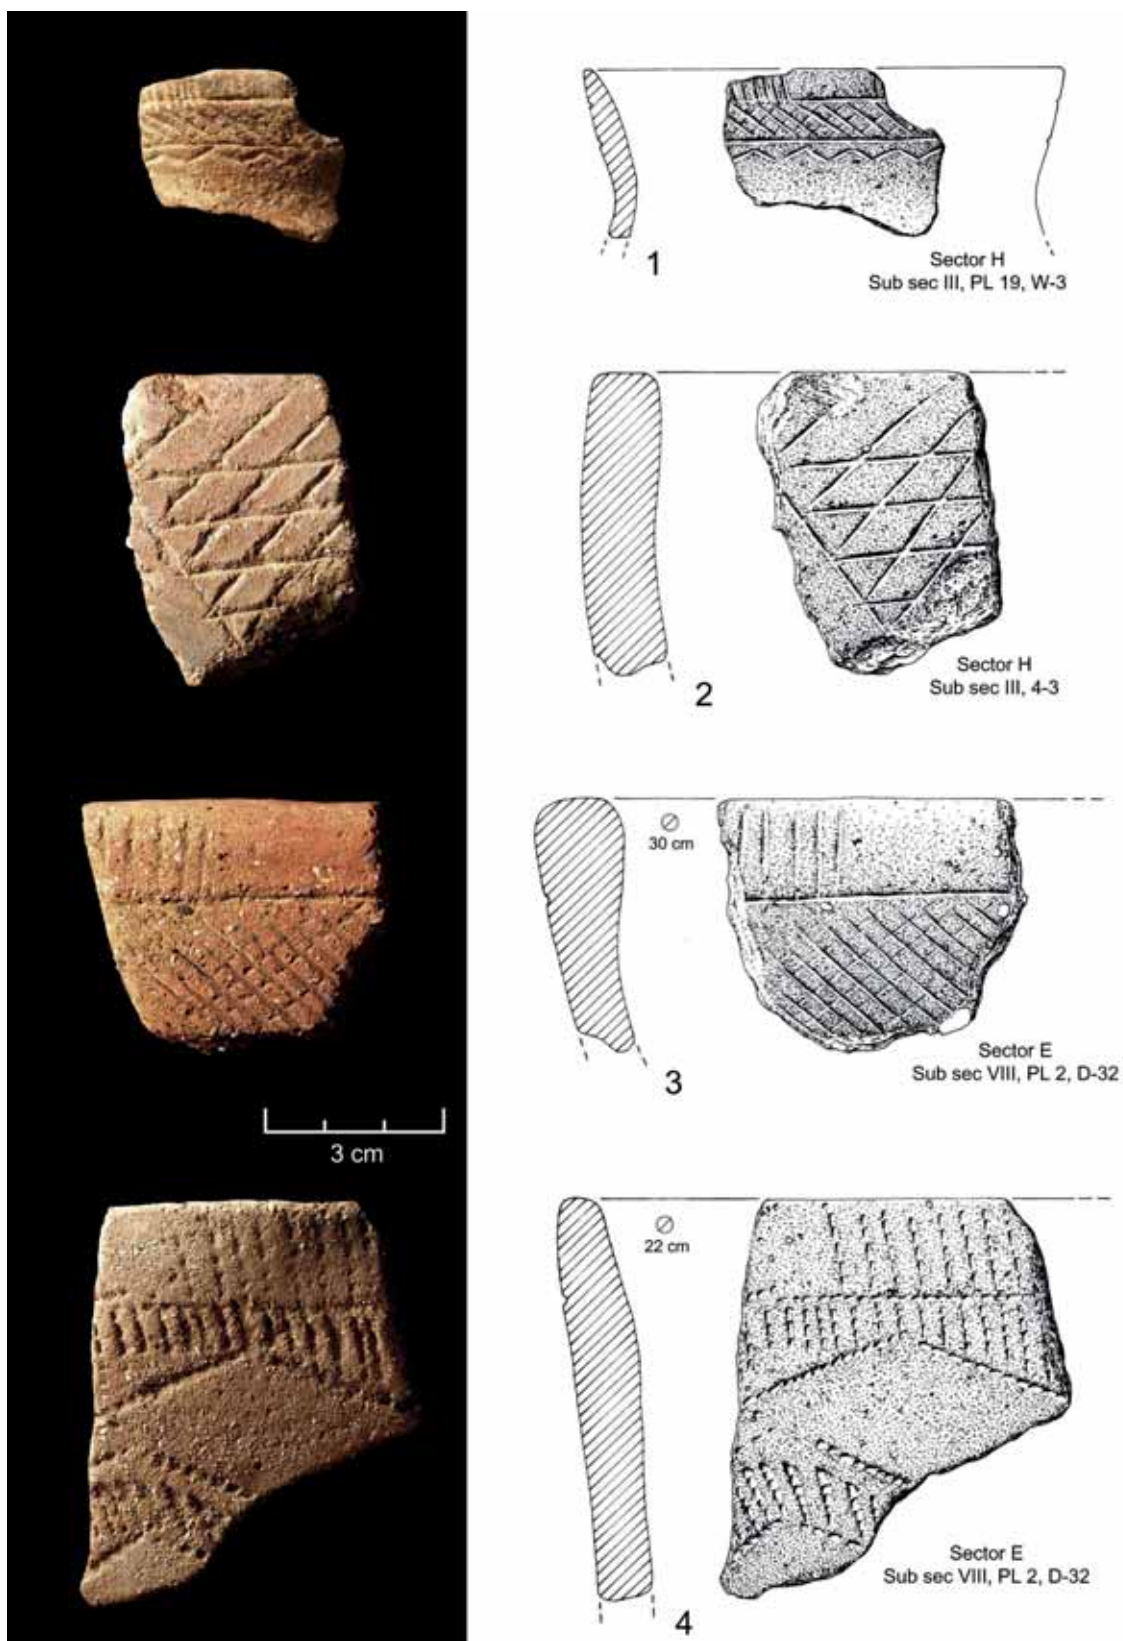 1
Sector H
Sub sec III, PL 19, W-3
2
Sector H
Sub sec III, 4-3
30 cm
3
Sector E
Sub sec VIII, PL 2, D-32
3 cm
22 cm
4
Sector E
Sub sec VIII, PL 2, D-32